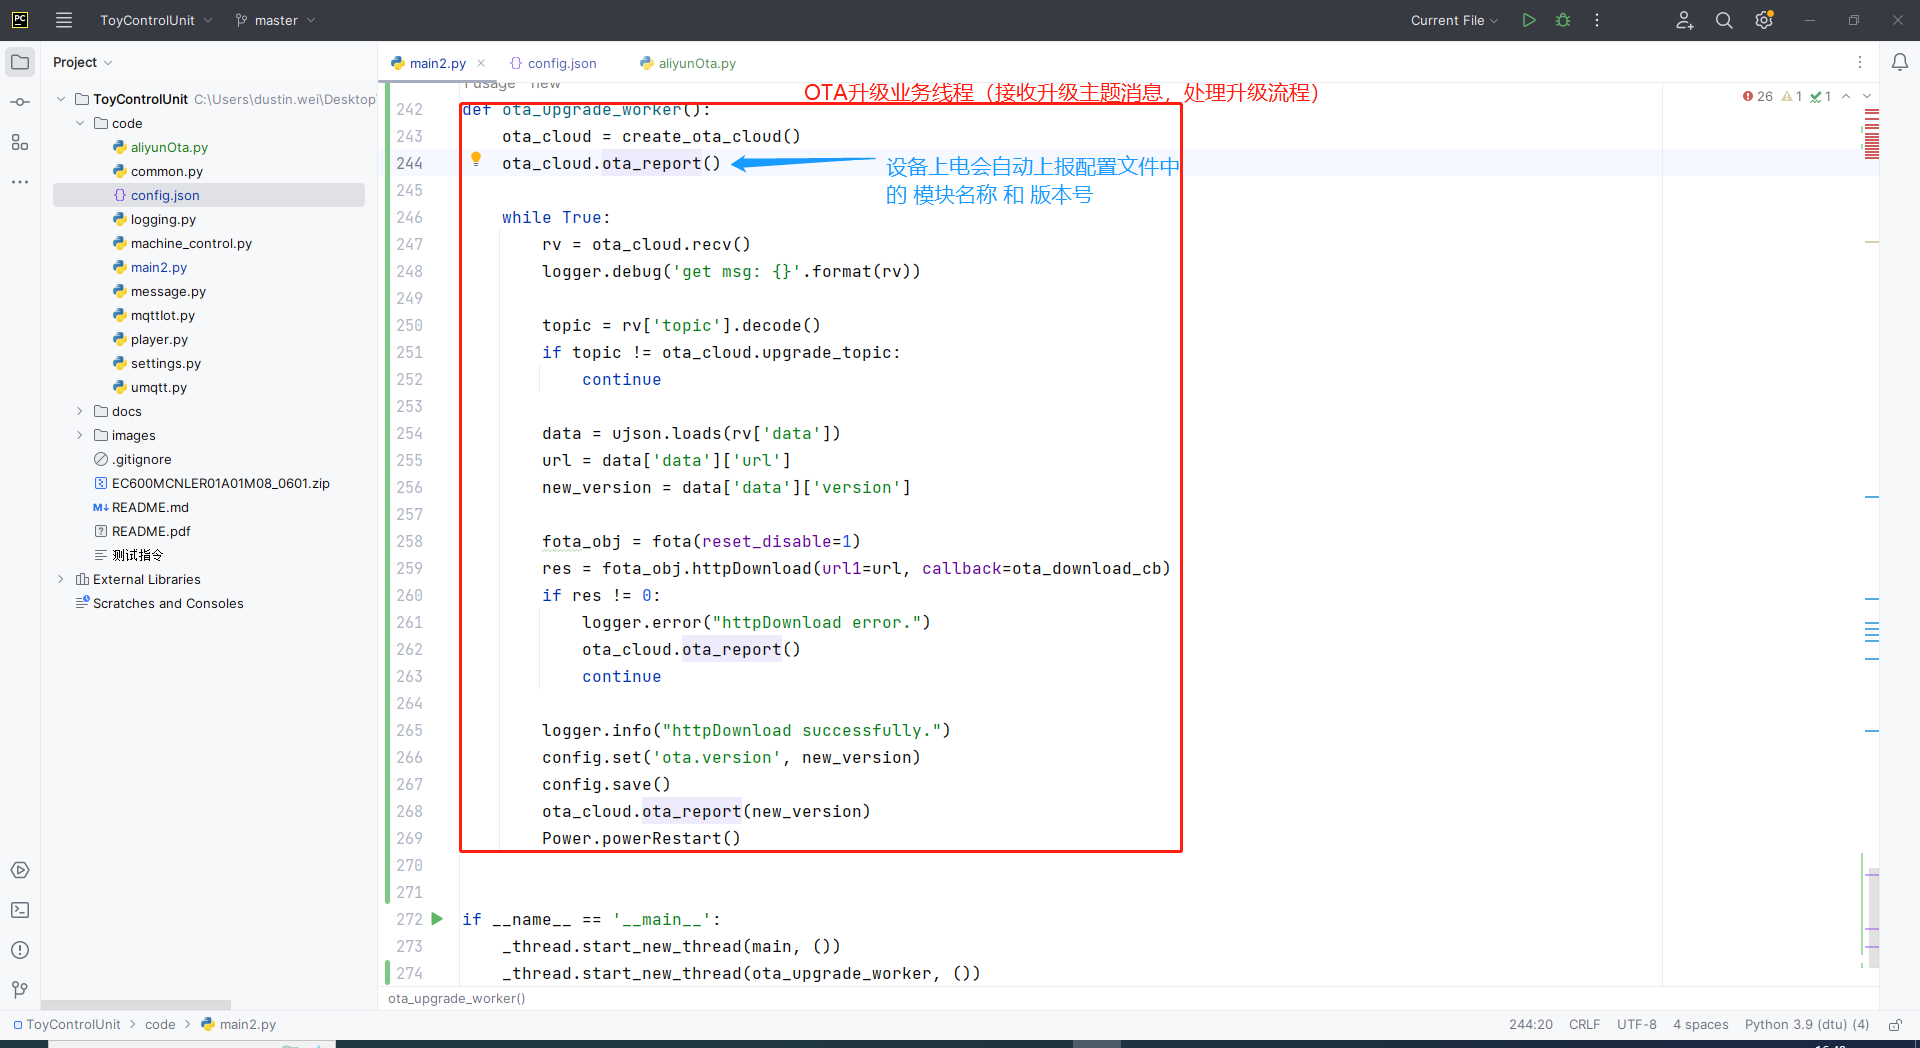 ToyControlUnit master Current File
Project
main2.py config.json aliyunOta.py
ToyControlUnit C:\Users\dustin.wei\Desktop
code
aliyunOta.py
common.py
config.json
logging.py
machine_control.py
main2.py
message.py
mqttIot.py
player.py
settings.py
umqtt.py
docs
images
.gitignore
EC600MCNLER01A01M08_0601.zip
README.md
README.pdf
测试指令
External Libraries
Scratches and Consoles
usage new
OTA升级业务线程（接收升级主题消息，处理升级流程）
26 1 1
242 def ota_upgrade_worker():
243 ota_cloud = create_ota_cloud()
244 ota_cloud.ota_report()
设备上电会自动上报配置文件中
的 模块名称 和 版本号
245
246 while True:
247 rv = ota_cloud.recv()
248 logger.debug('get msg: {}'.format(rv))
249
250 topic = rv['topic'].decode()
251 if topic != ota_cloud.upgrade_topic:
252 continue
253
254 data = ujson.loads(rv['data'])
255 url = data['data']['url']
256 new_version = data['data']['version']
257
258 fota_obj = fota(reset_disable=1)
259 res = fota_obj.httpDownload(url1=url, callback=ota_download_cb)
260 if res != 0:
261 logger.error("httpDownload error.")
262 ota_cloud.ota_report()
263 continue
264
265 logger.info("httpDownload successfully.")
266 config.set('ota.version', new_version)
267 config.save()
268 ota_cloud.ota_report(new_version)
269 Power.powerRestart()
270
271
272 if __name__ == '__main__':
273 _thread.start_new_thread(main, ())
274 _thread.start_new_thread(ota_upgrade_worker, ())
ota_upgrade_worker()
ToyControlUnit code main2.py
244:20 CRLF UTF-8 4 spaces Python 3.9 (dtu) (4)